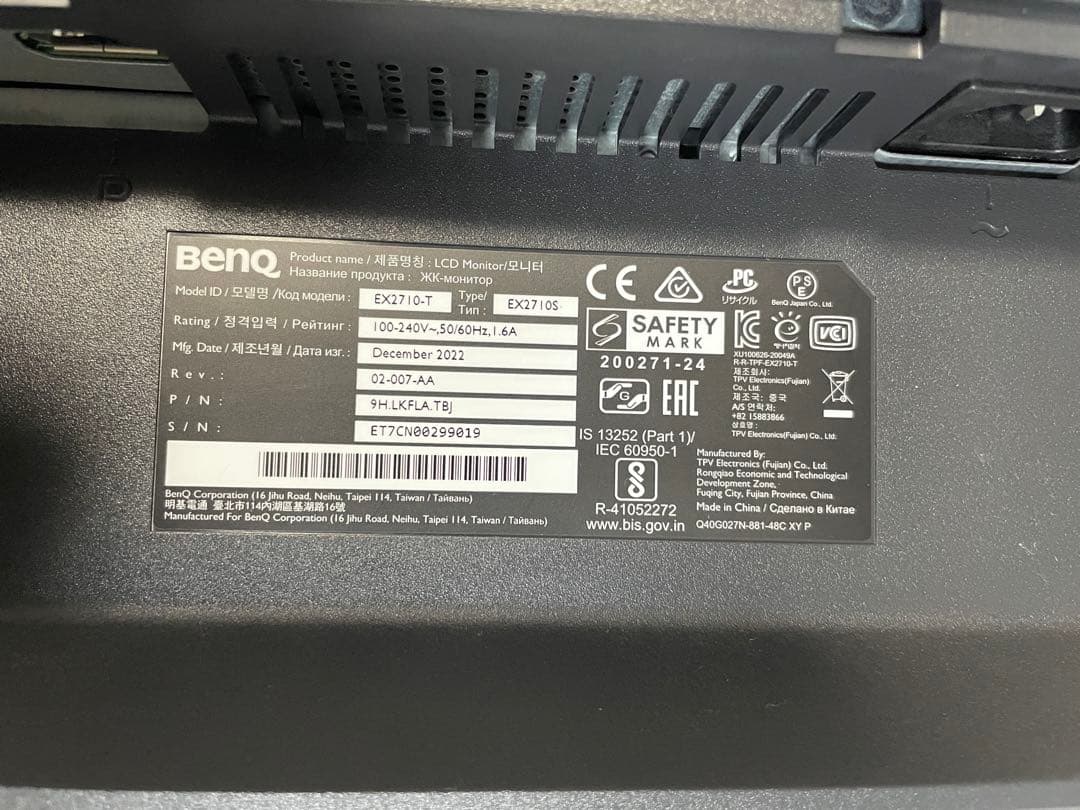 BenQ
Product name / 제품명칭 : LCD Monitor/모니터
Название продукта : ЖК-монитор
Model ID / 모델명 /Код модели :
EX2710-T
Type/
Тип :
EX2710S
Rating / 정격입력 / Рейтинг :
100-240V~,50/60Hz,1.6A
Mfg. Date / 제조년월 / Дата изг. :
December 2022
Rev. :
02-007-AA
P / N :
9H.LKFLA.TBJ
S / N :
ET7CN00299019
BenQ Corporation (16 Jihu Road, Neihu, Taipei 114, Taiwan / Тайвань)
明基電通 臺北市114內湖區基湖路16號
Manufactured For BenQ Corporation (16 Jihu Road, Neihu, Taipei 114, Taiwan / Тайвань)
CE
PC
リサイクル
PSE
BenQ Japan Co., Ltd.
SAFETY
MARK
200271-24
KC
VCCI
XU100626-20049A
R-R-TPF-EX2710-T
제조회사:
TPV Electronics(Fujian)
Co., Ltd.
제조국: 중국
A/S 연락처:
+82 15883866
상호명 :
TPV Electronics(Fujian) Co., Ltd.
G
EAC
IS 13252 (Part 1)/
IEC 60950-1
R-41052272
www.bis.gov.in
Manufactured By:
TPV Electronics (Fujian) Co., Ltd.
Rongqiao Economic and Technological
Development Zone,
Fuqing City, Fujian Province, China
Made in China / Сделано в Китае
Q40G027N-881-48C XY P